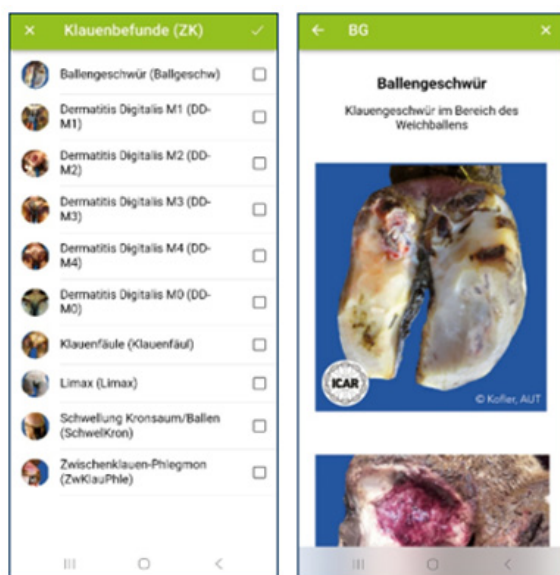 Klauenbefunde (ZK)
Ballengeschwür (Ballgeschw)
Dermatitis Digitalis M1 (DD-
M1)
Dermatitis Digitalis M2 (DD-
M2)
Dermatitis Digitalis M3 (DD-
M3)
Dermatitis Digitalis M4 (DD-
M4)
Dermatitis Digitalis M0 (DD-
M0)
Klauenfäule (Klauenfäul)
Limax (Limax)
Schwellung Kronsaum/Ballen
(SchwelKron)
Zwischenklauen-Phlegmon
(ZwKlauPhle)
BG
Ballengeschwür
Klauengeschwür im Bereich des
Weichballens
ICAR
© Kofler, AUT